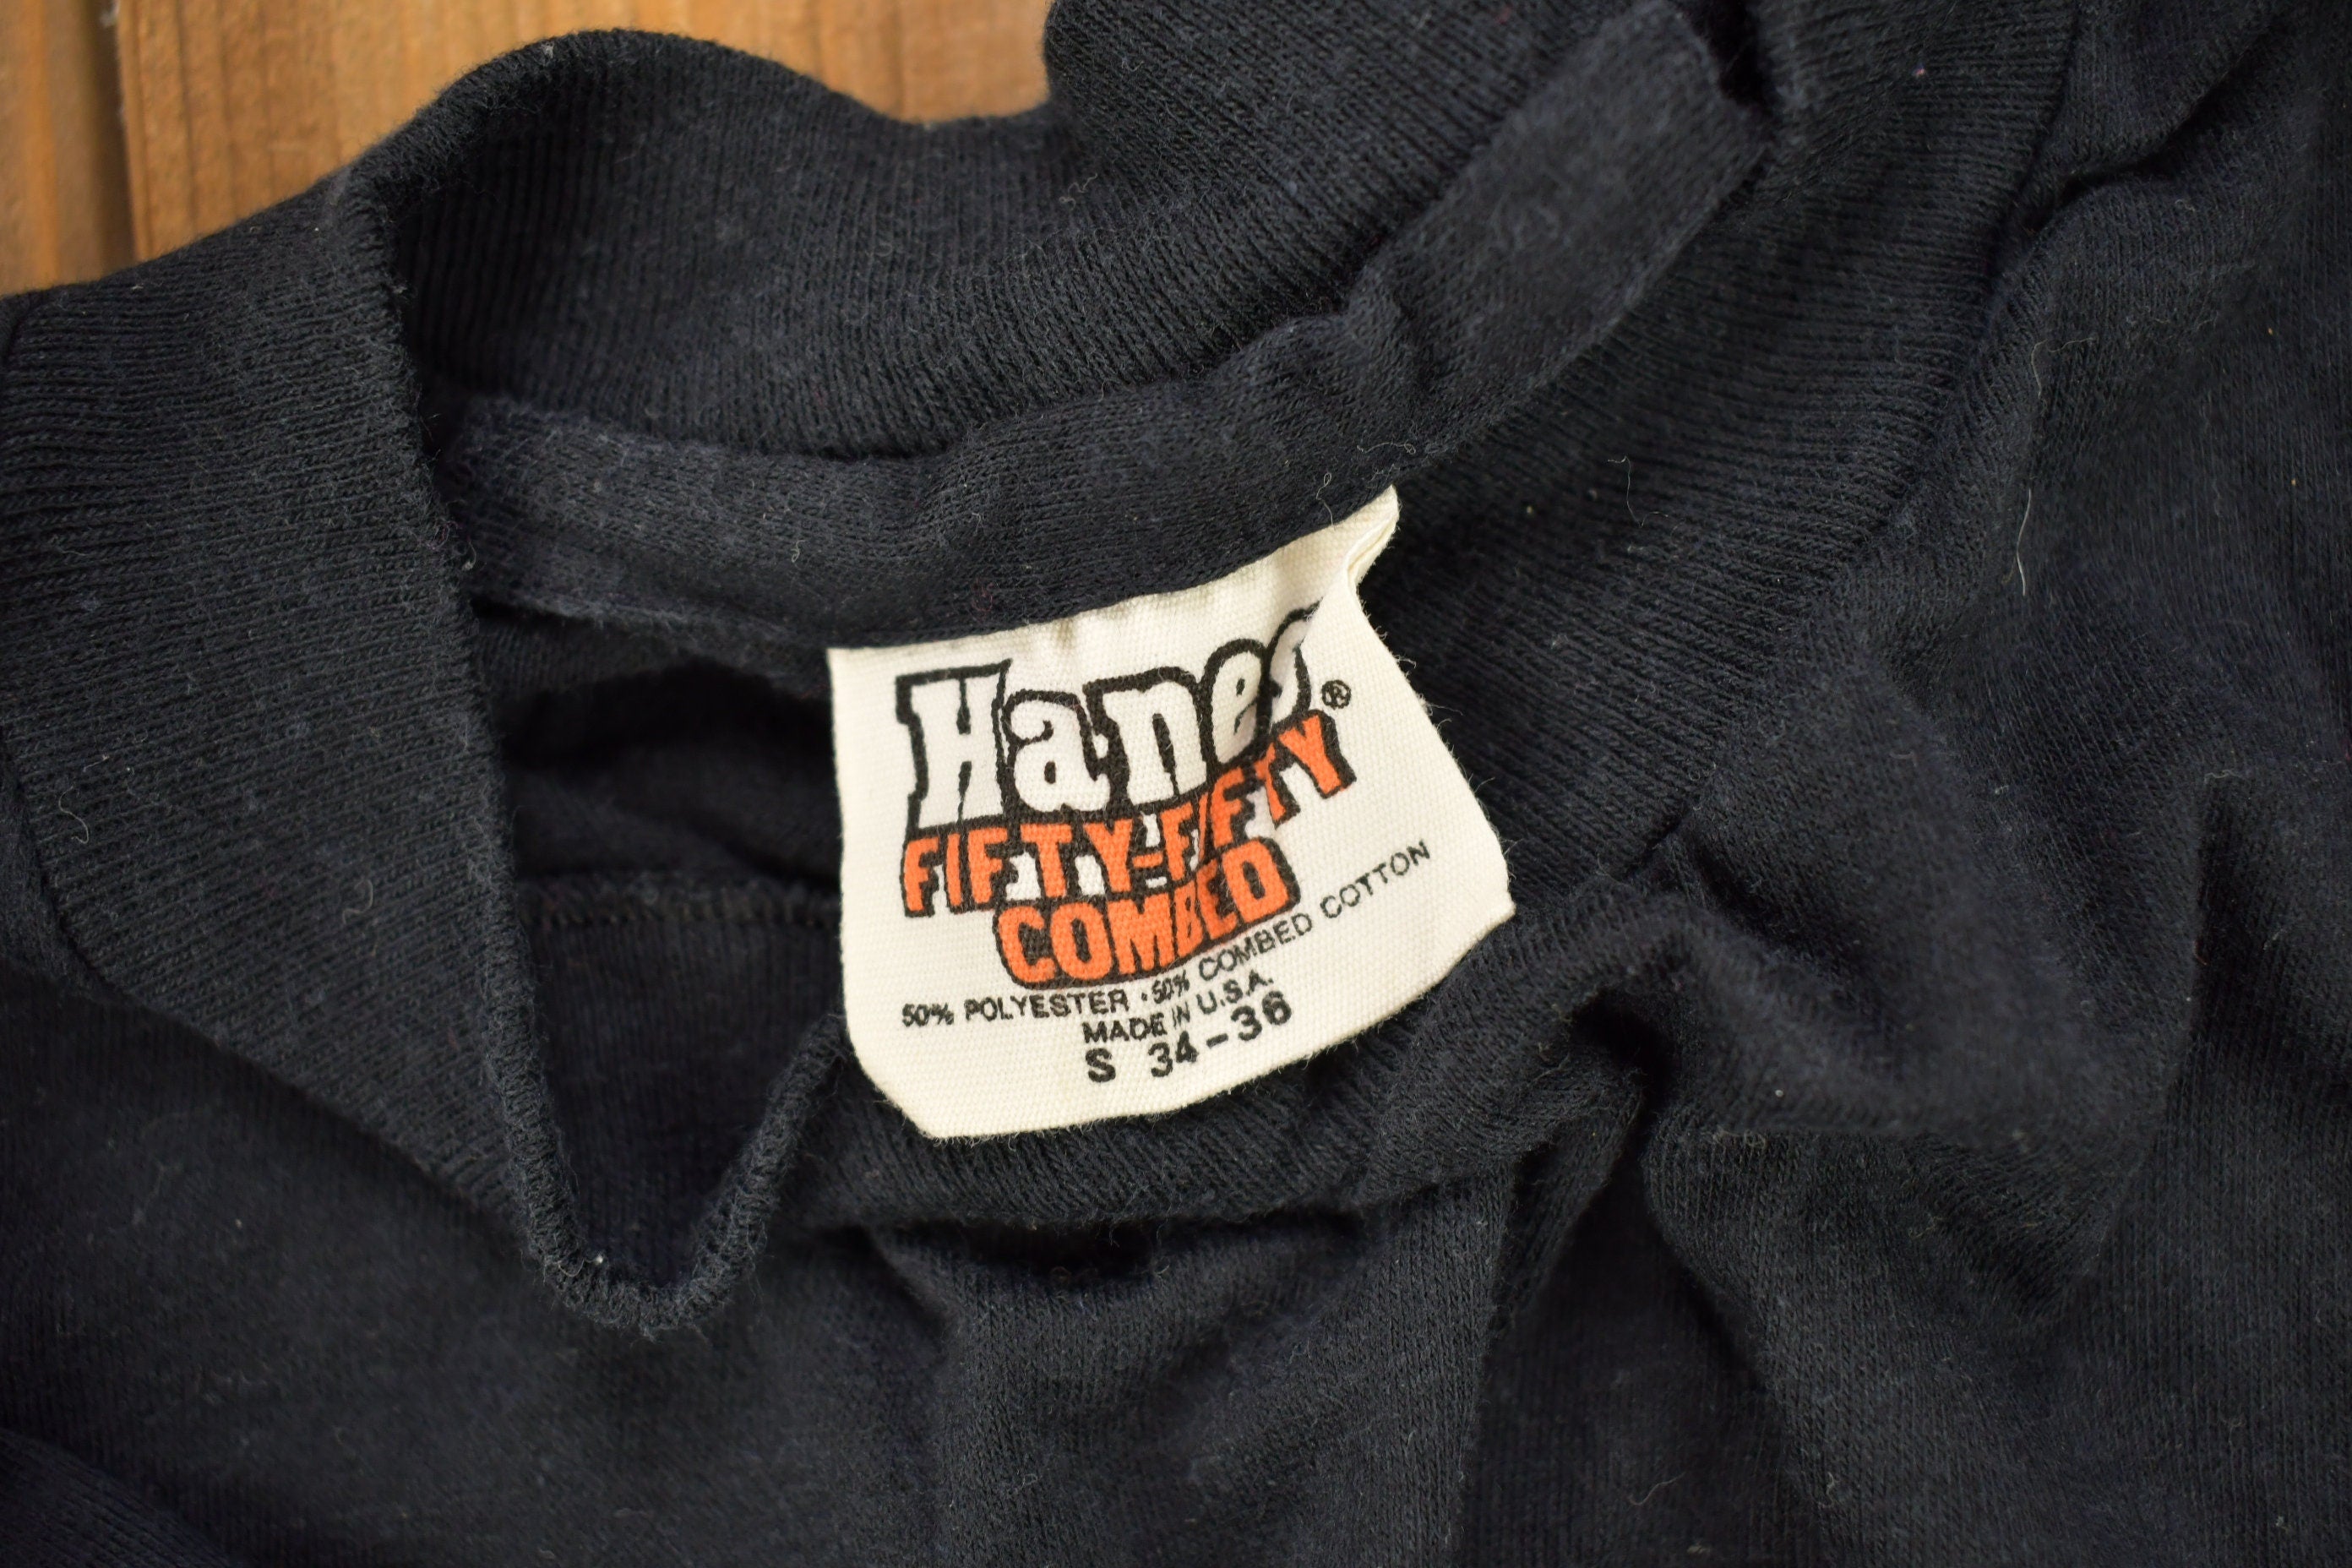 Hanes®
FIFTY-FIFTY
COMBED
50% POLYESTER • 50% COMBED COTTON
MADE IN U.S.A.
S 34-36